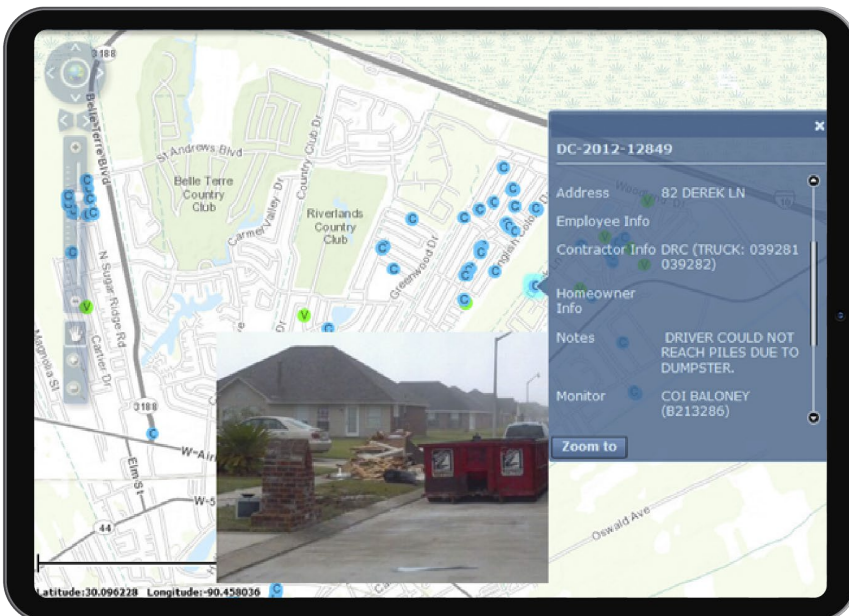 3188
Belle Terre Blvd
St Andrews Blvd
Belle Terre
Country
Club
Country Club Dr
Carmel Valley Dr
Riverlands
Country
Club
Greenwood Dr
English Colony
N Sugar Ridge Rd
Cartier Dr
Magnolia St
3188
Elm St
44
W-5
Oswald Ave
10
DC-2012-12849
Address 82 DEREK LN
Employee Info
Contractor Info DRC (TRUCK: 039281
039282)
Homeowner
Info
Notes DRIVER COULD NOT
REACH PILES DUE TO
DUMPSTER.
Monitor COI BALONEY
(B213286)
Zoom to
Latitude:30.096228 Longitude:-90.458036